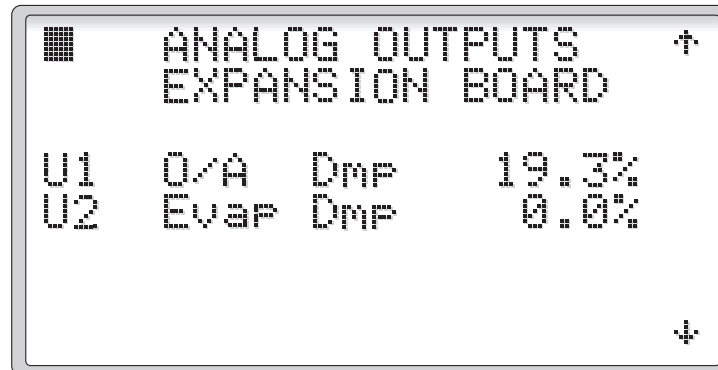 ANALOG OUTPUTS ↑
EXPANSION BOARD
U1 O/A Dmp 19.3%
U2 Evap Dmp 0.0%
↓